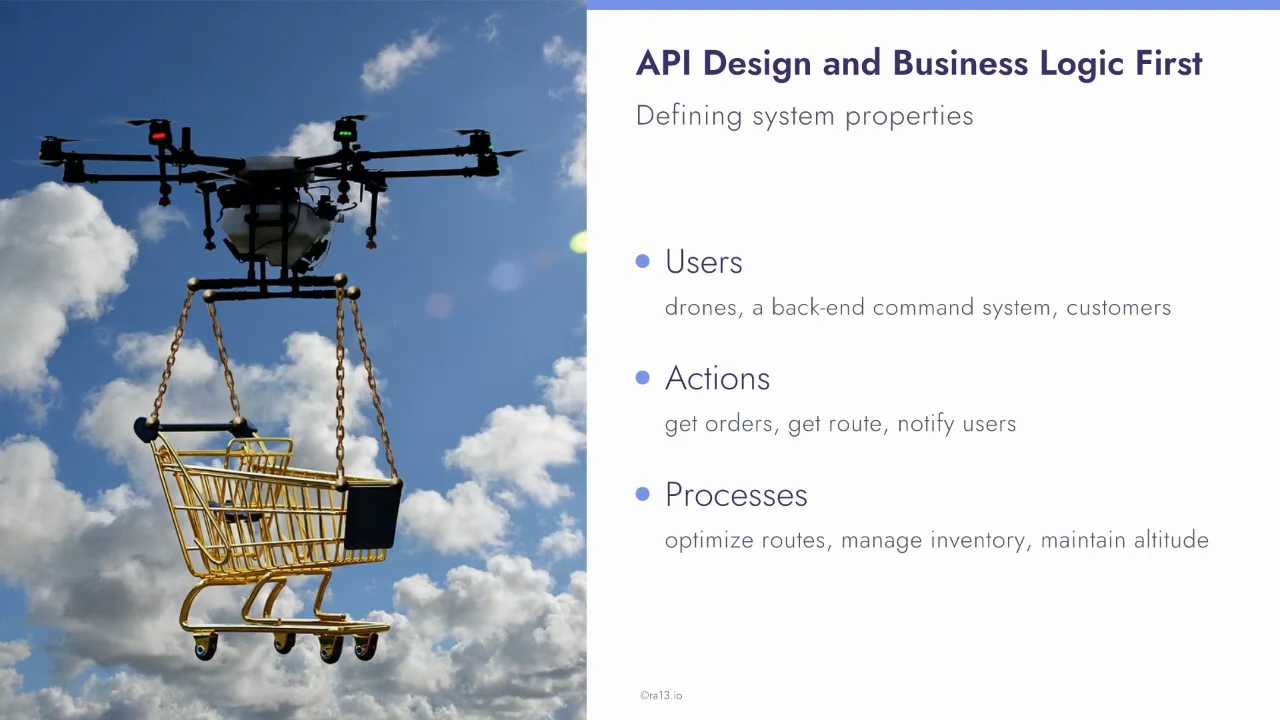 API Design and Business Logic First
Defining system properties
Users
drones, a back-end command system, customers
Actions
get orders, get route, notify users
Processes
optimize routes, manage inventory, maintain altitude
©ra13.io